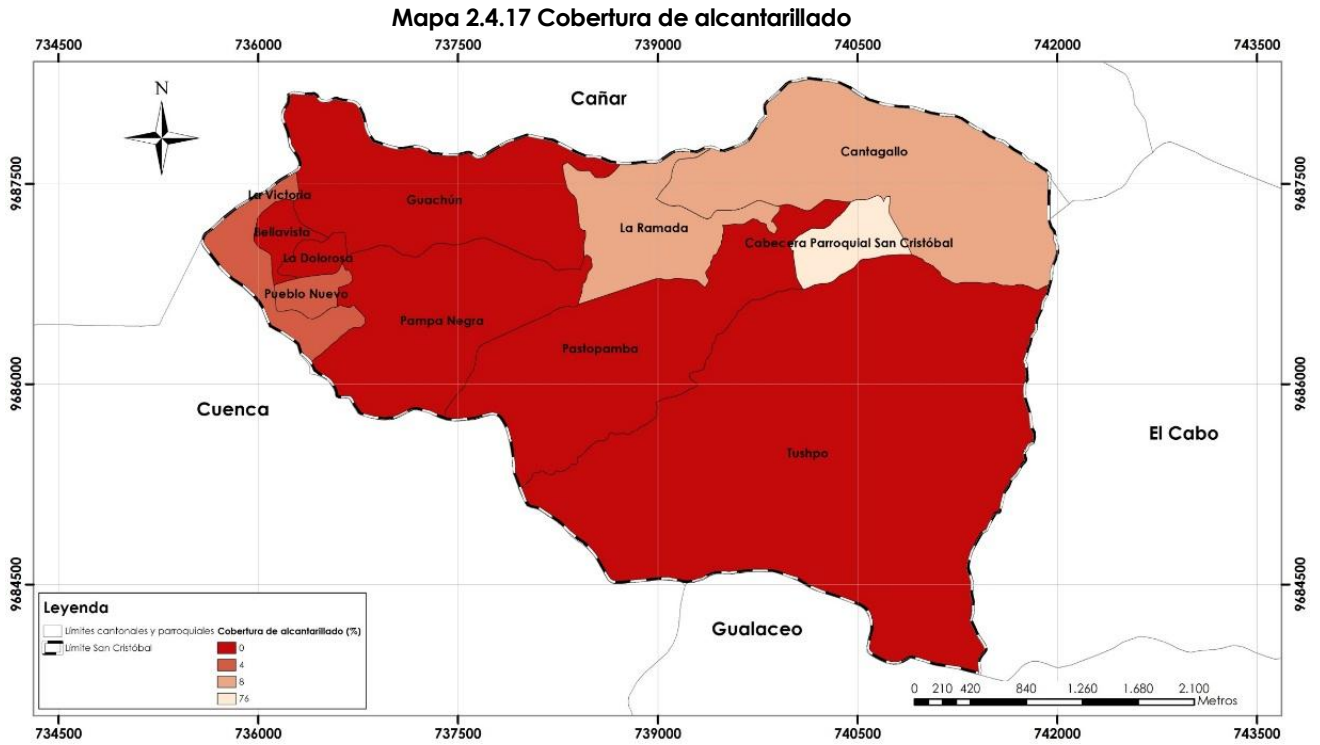 Mapa 2.4.17 Cobertura de alcantarillado
734500 736000 737500 739000 740500 742000 743500
N
Cañar
Cantagallo
9687500 9687500
La Victoria
Guachún
La Ramada
Bellavista
Cabecera Parroquial San Cristóbal
La Dolorosa
Pueblo Nuevo
Pampa Negra
Pastopamba
9686000 9686000
Cuenca
El Cabo
Tushpo
9684500 9684500
Gualaceo
Leyenda
Límites cantonales y parroquiales
Límite San Cristóbal
Cobertura de alcantarillado (%)
0
4
8
76
0 210 420 840 1.260 1.680 2.100
Metros
734500 736000 737500 739000 740500 742000 743500